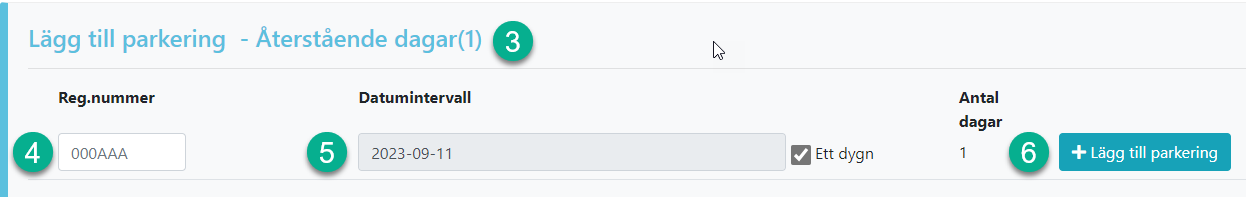 Lägg till parkering - Återstående dagar(1) 3
Reg.nummer Datumintervall Antal
dagar
4 000AAA 5 2023-09-11 Ett dygn 1 6 + Lägg till parkering